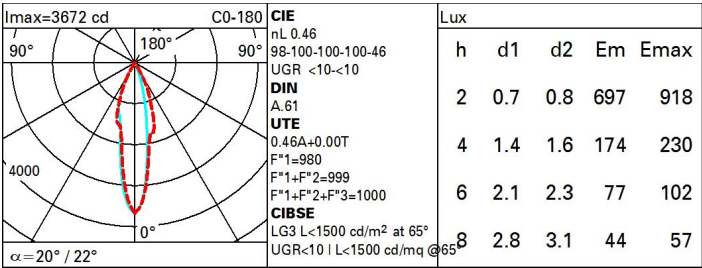 Imax=3672 cd
C0-180
90°
180°
90°
4000
0°
α=20° / 22°
CIE
nL 0.46
98-100-100-100-46
UGR <10-<10
DIN
A.61
UTE
0.46A+0.00T
F"1=980
F"1+F"2=999
F"1+F"2+F"3=1000
CIBSE
LG3 L<1500 cd/m² at 65°
UGR<10 | L<1500 cd/mq @65°
Lux
h d1 d2 Em Emax
2 0.7 0.8 697 918
4 1.4 1.6 174 230
6 2.1 2.3 77 102
8 2.8 3.1 44 57